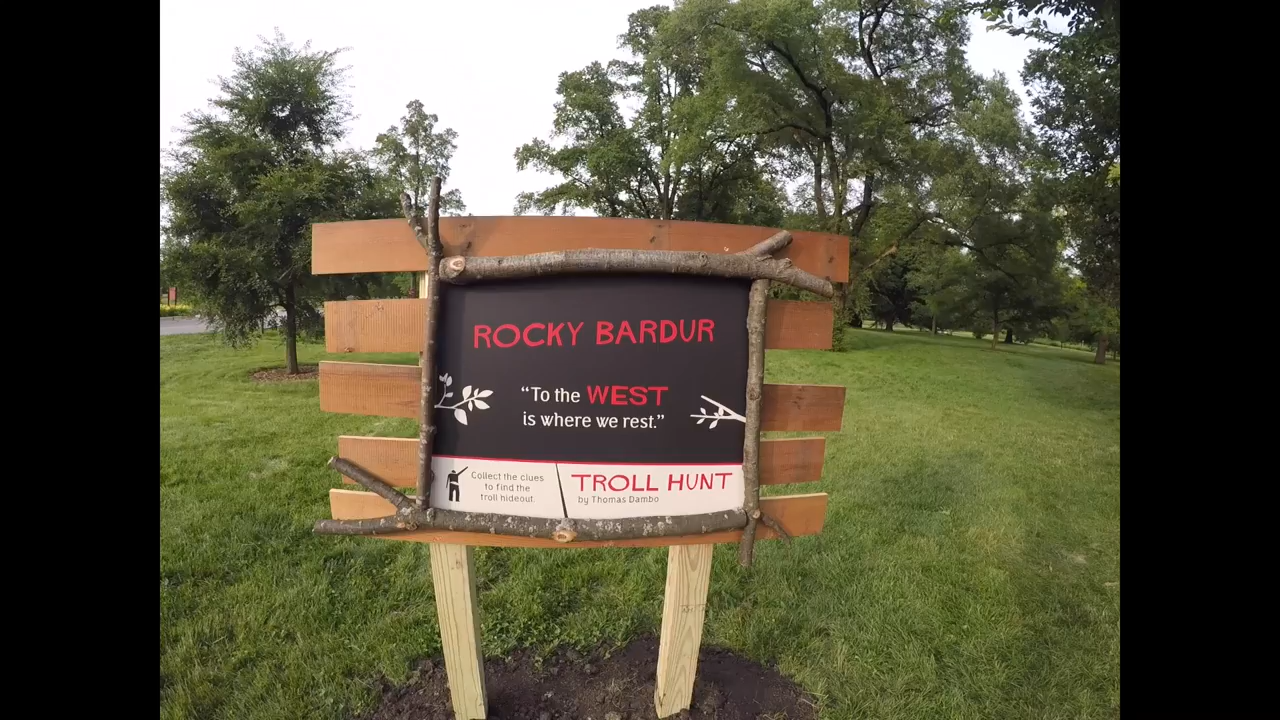 ROCKY BARDUR
“To the WEST
is where we rest.”
Collect the clues
to find the
troll hideout.
TROLL HUNT
by Thomas Dambo